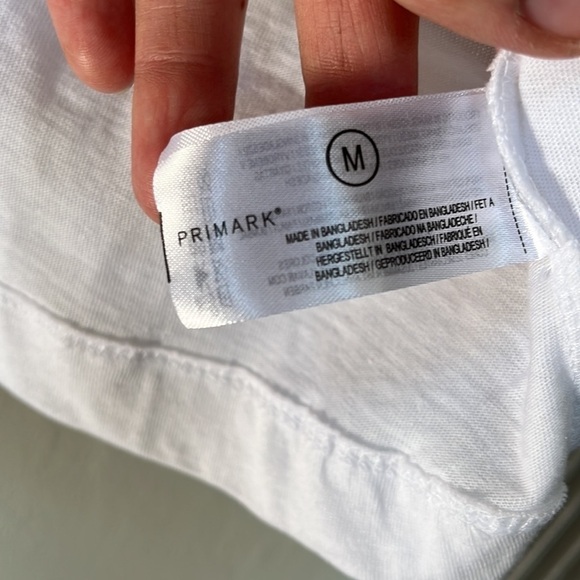 M
PRIMARK®
MADE IN BANGLADESH / FABRICADO EN BANGLADESH / FET A
BANGLADESH / FABRICADO NA BANGLADECHE /
HERGESTELLT IN BANGLADESCH / FABRIQUÉ EN
BANGLADESH / GEPRODUCEERD IN BANGLADESH /